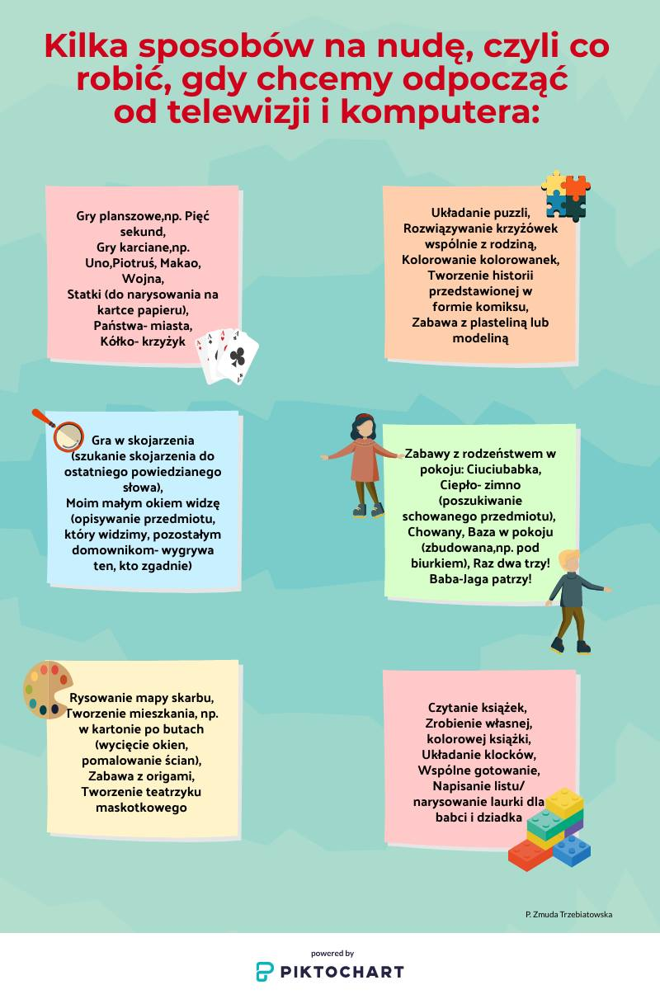 Kilka sposobów na nudę, czyli co
robić, gdy chcemy odpocząć
od telewizji i komputera:
Gry planszowe,np. Pięć
sekund,
Gry karciane,np.
Uno,Piotruś, Makao,
Wojna,
Statki (do narysowania na
kartce papieru),
Państwa- miasta,
Kółko- krzyżyk
Układanie puzzli,
Rozwiązywanie krzyżówek
wspólnie z rodziną,
Kolorowanie kolorowanek,
Tworzenie historii
przedstawionej w
formie komiksu,
Zabawa z plasteliną lub
modeliną
Gra w skojarzenia
(szukanie skojarzenia do
ostatniego powiedzianego
słowa),
Moim małym okiem widzę
(opisywanie przedmiotu,
który widzimy, pozostałym
domownikom- wygrywa
ten, kto zgadnie)
Zabawy z rodzeństwem w
pokoju: Ciuciubabka,
Ciepło- zimno
(poszukiwanie
schowanego przedmiotu),
Chowany, Baza w pokoju
(zbudowana,np. pod
biurkiem), Raz dwa trzy!
Baba-Jaga patrzy!
Rysowanie mapy skarbu,
Tworzenie mieszkania, np.
w kartonie po butach
(wycięcie okien,
pomalowanie ścian),
Zabawa z origami,
Tworzenie teatrzyku
maskotkowego
Czytanie książek,
Zrobienie własnej,
kolorowej książki,
Układanie klocków,
Wspólne gotowanie,
Napisanie listu/
narysowanie laurki dla
babci i dziadka
P. Zmuda Trzebiatowska
powered by
PIKTOCHART